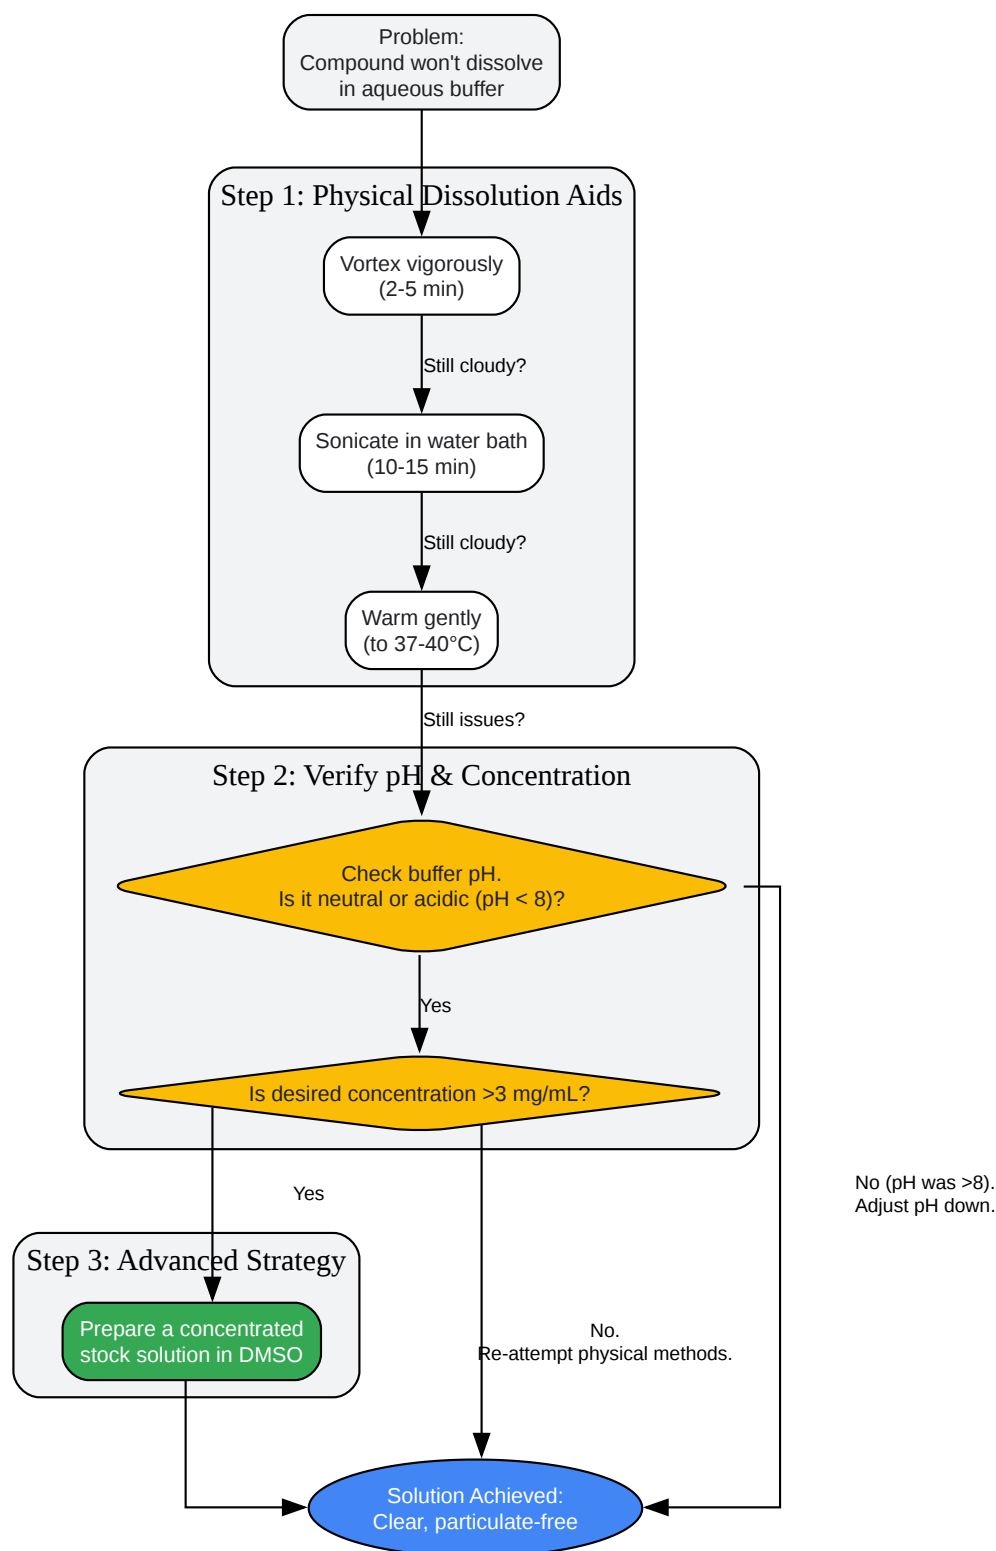 Problem:
Compound won't dissolve
in aqueous buffer
Step 1: Physical Dissolution Aids
Vortex vigorously
(2-5 min)
Still cloudy?
Sonicate in water bath
(10-15 min)
Still cloudy?
Warm gently
(to 37-40°C)
Still issues?
Step 2: Verify pH & Concentration
Check buffer pH.
Is it neutral or acidic (pH < 8)?
Yes
Is desired concentration >3 mg/mL?
Yes
No (pH was >8).
Adjust pH down.
Step 3: Advanced Strategy
Prepare a concentrated
stock solution in DMSO
No.
Re-attempt physical methods.
Solution Achieved:
Clear, particulate-free